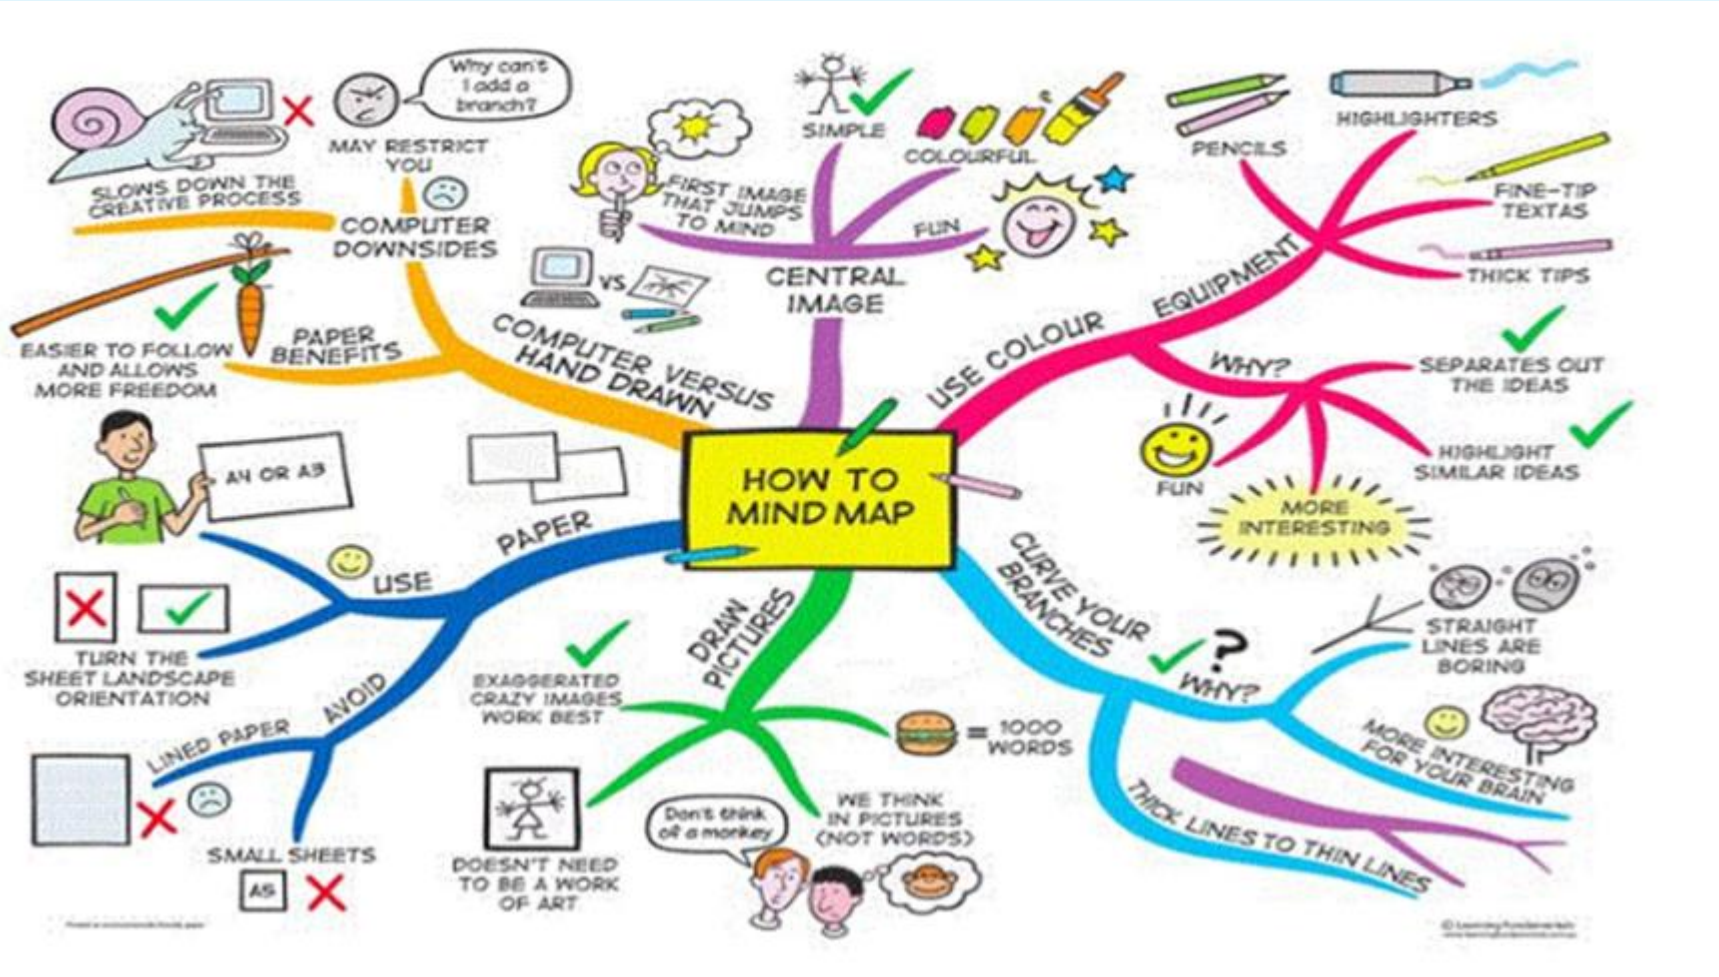 HOW TO
MIND MAP
CENTRAL
IMAGE
FIRST IMAGE
THAT JUMPS
TO MIND
SIMPLE
COLOURFUL
FUN
USE COLOUR
EQUIPMENT
PENCILS
HIGHLIGHTERS
FINE-TIP
TEXTAS
THICK TIPS
WHY?
SEPARATES OUT
THE IDEAS
HIGHLIGHT
SIMILAR IDEAS
MORE
INTERESTING
FUN
CURVE YOUR
BRANCHES
?
WHY?
STRAIGHT
LINES ARE
BORING
MORE INTERESTING
FOR YOUR BRAIN
THICK LINES TO THIN LINES
DRAW
PICTURES
= 1000
WORDS
WE THINK
IN PICTURES
(NOT WORDS)
Don't think
of a monkey
DOESN'T NEED
TO BE A WORK
OF ART
EXAGGERATED
CRAZY IMAGES
WORK BEST
PAPER
USE
A4 OR A3
TURN THE
SHEET LANDSCAPE
ORIENTATION
AVOID
LINED PAPER
SMALL SHEETS
A5
COMPUTER VERSUS
HAND DRAWN
VS
PAPER
BENEFITS
EASIER TO FOLLOW
AND ALLOWS
MORE FREEDOM
COMPUTER
DOWNSIDES
SLOWS DOWN THE
CREATIVE PROCESS
MAY RESTRICT
YOU
Why can't
I add a
branch?
© Learning Fundamentals